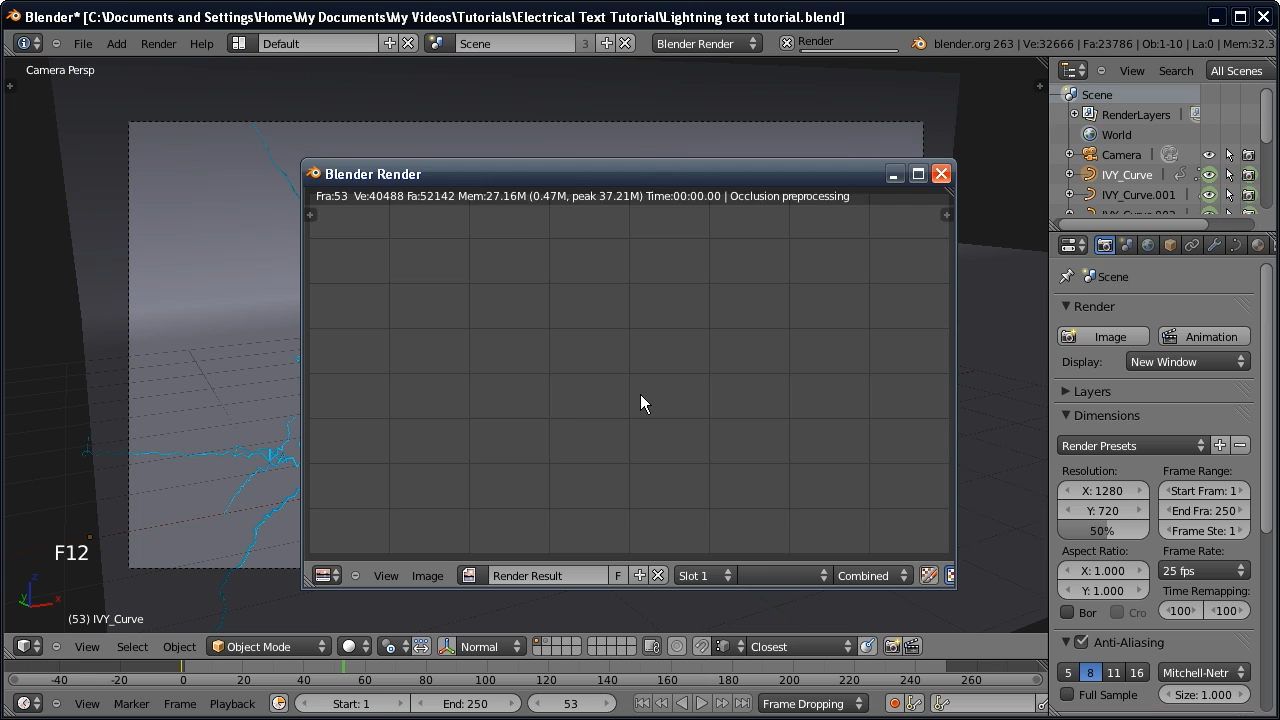 Blender* [C:\Documents and Settings\Home\My Documents\My Videos\Tutorials\Electrical Text Tutorial\Lightning text tutorial.blend]
File Add Render Help Default Scene 3 Blender Render Render blender.org 263 | Ve:32666 | Fa:23786 | Ob:1-10 | La:0 | Mem:32.3
Camera Persp
View Search All Scenes
Scene
RenderLayers
World
Camera
IVY_Curve
IVY_Curve.001
Blender Render
Fra:53 Ve:40488 Fa:52142 Mem:27.16M (0.47M, peak 37.21M) Time:00:00.00 | Occlusion preprocessing
View Image Render Result F Slot 1 Combined
Scene
Render
Image Animation
Display: New Window
Layers
Dimensions
Render Presets
Resolution: Frame Range:
X: 1280 Start Fram: 1
Y: 720 End Fra: 250
50% Frame Ste: 1
Aspect Ratio: Frame Rate:
X: 1.000 25 fps
Y: 1.000 Time Remapping:
Bor Cro 100 100
Anti-Aliasing
5 8 11 16 Mitchell-Netr
Full Sample Size: 1.000
F12
z
y x
(53) IVY_Curve
View Select Object Object Mode Normal Closest
-40 -20 0 20 40 60 80 100 120 140 160 180 200 220 240 260
View Marker Frame Playback Start: 1 End: 250 53 Frame Dropping